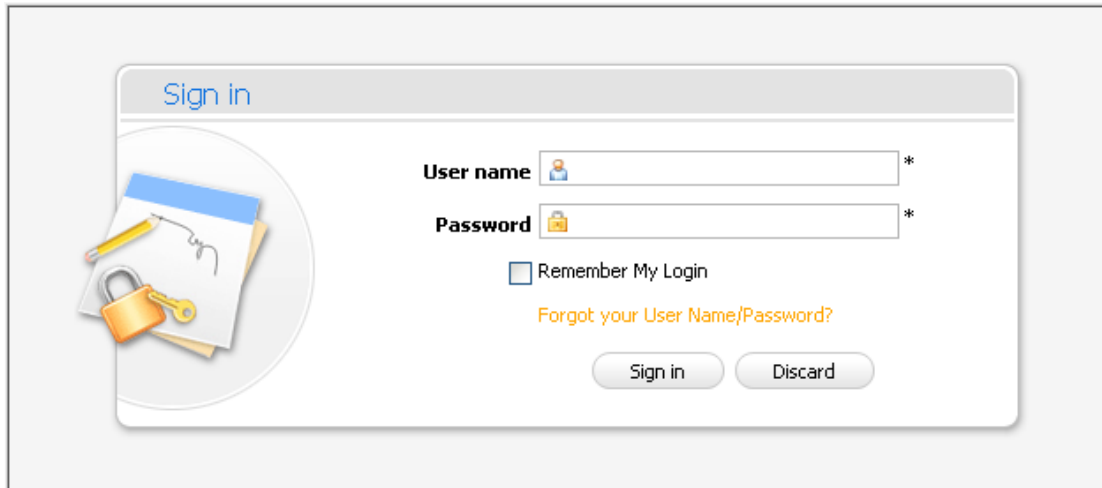 Sign in
User name *
Password *
Remember My Login
Forgot your User Name/Password?
Sign in Discard